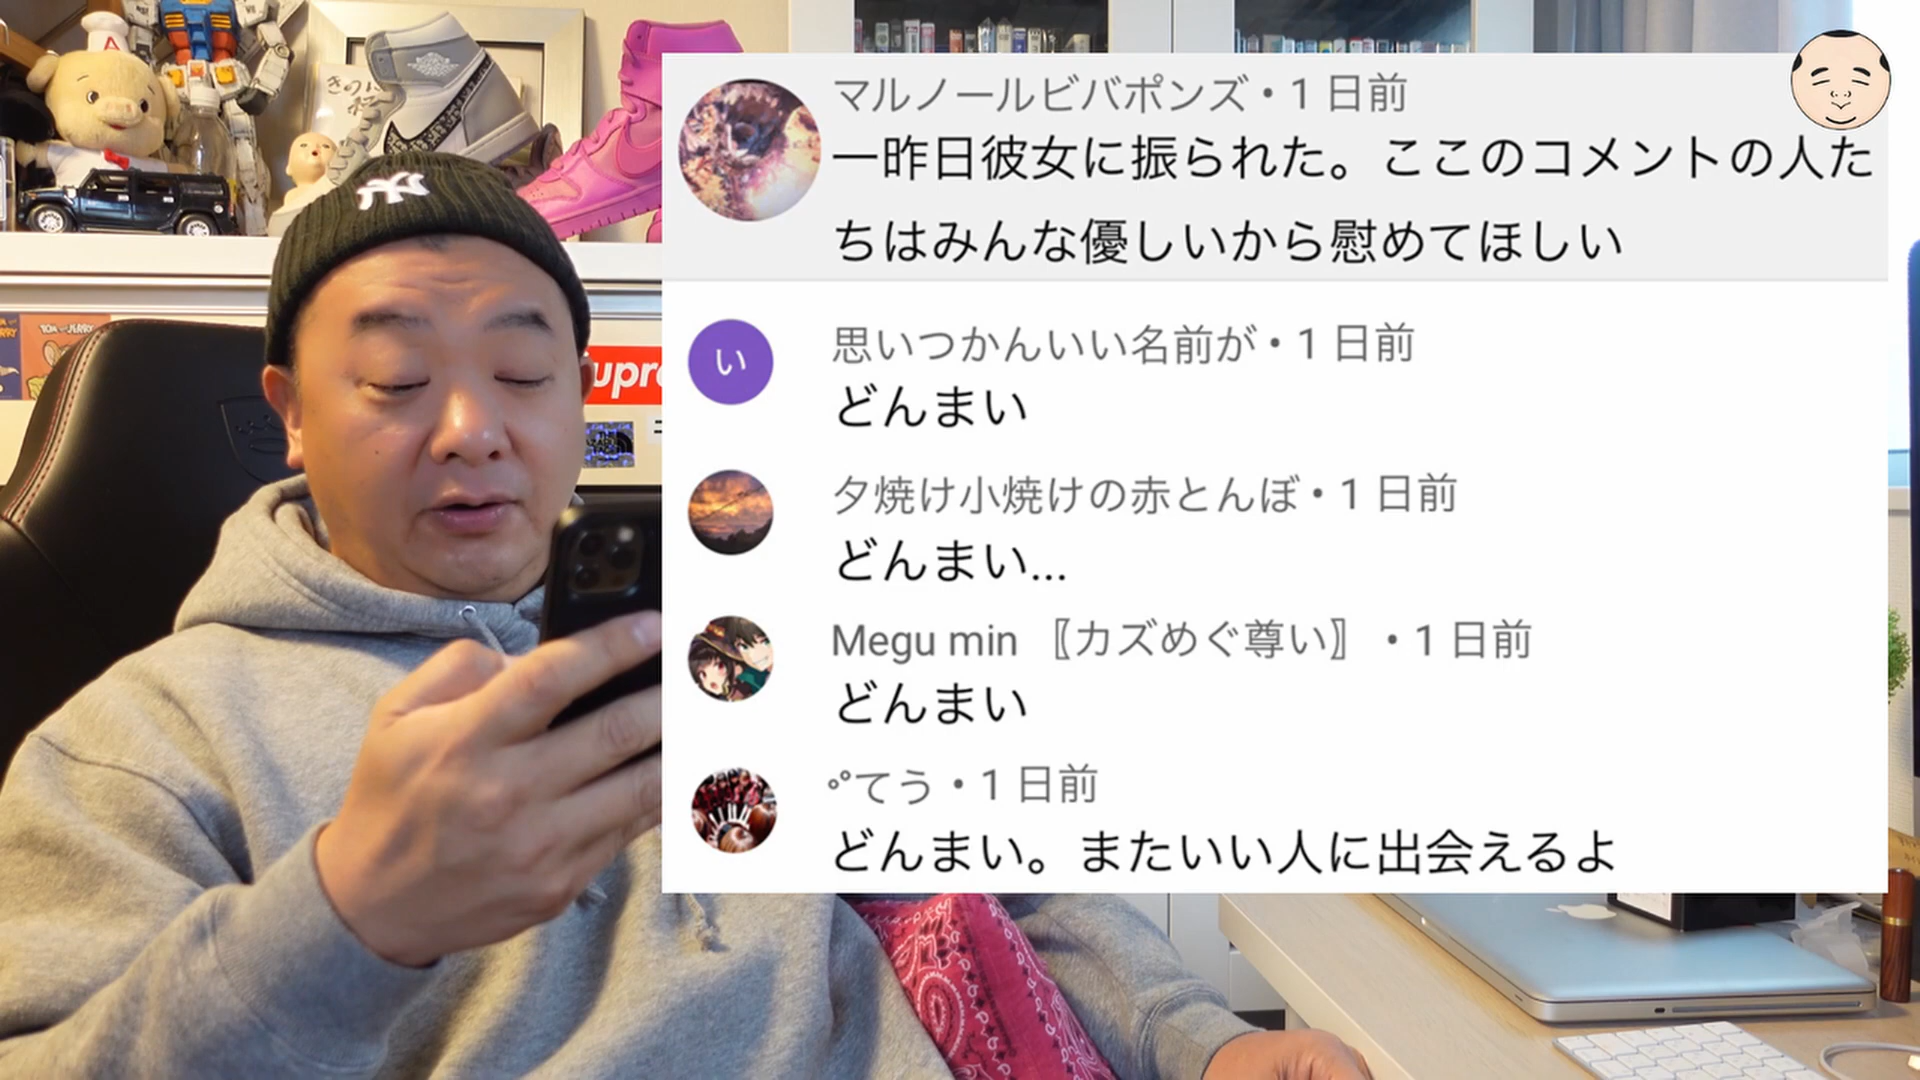 マルノールビバポンズ・1 日前
一昨日彼女に振られた。ここのコメントの人た
ちはみんな優しいから慰めてほしい
い
思いつかんいい名前が・1 日前
どんまい
夕焼け小焼けの赤とんぼ・1 日前
どんまい...
Megu min 〖カズめぐ尊い〗 ・1 日前
どんまい
°てう・1 日前
どんまい。またいい人に出会えるよ
A
NY
TOM and JERRY